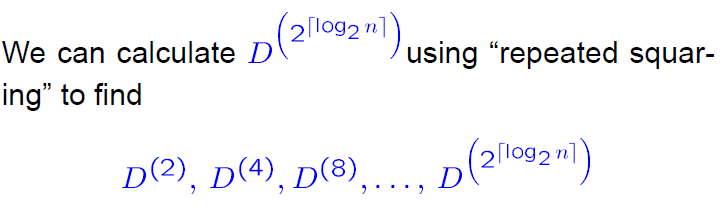 We can calculate D^(2^⌈log₂ n⌉) using “repeated squar-
ing” to find
D^(2), D^(4), D^(8), . . . , D^(2^⌈log₂ n⌉)